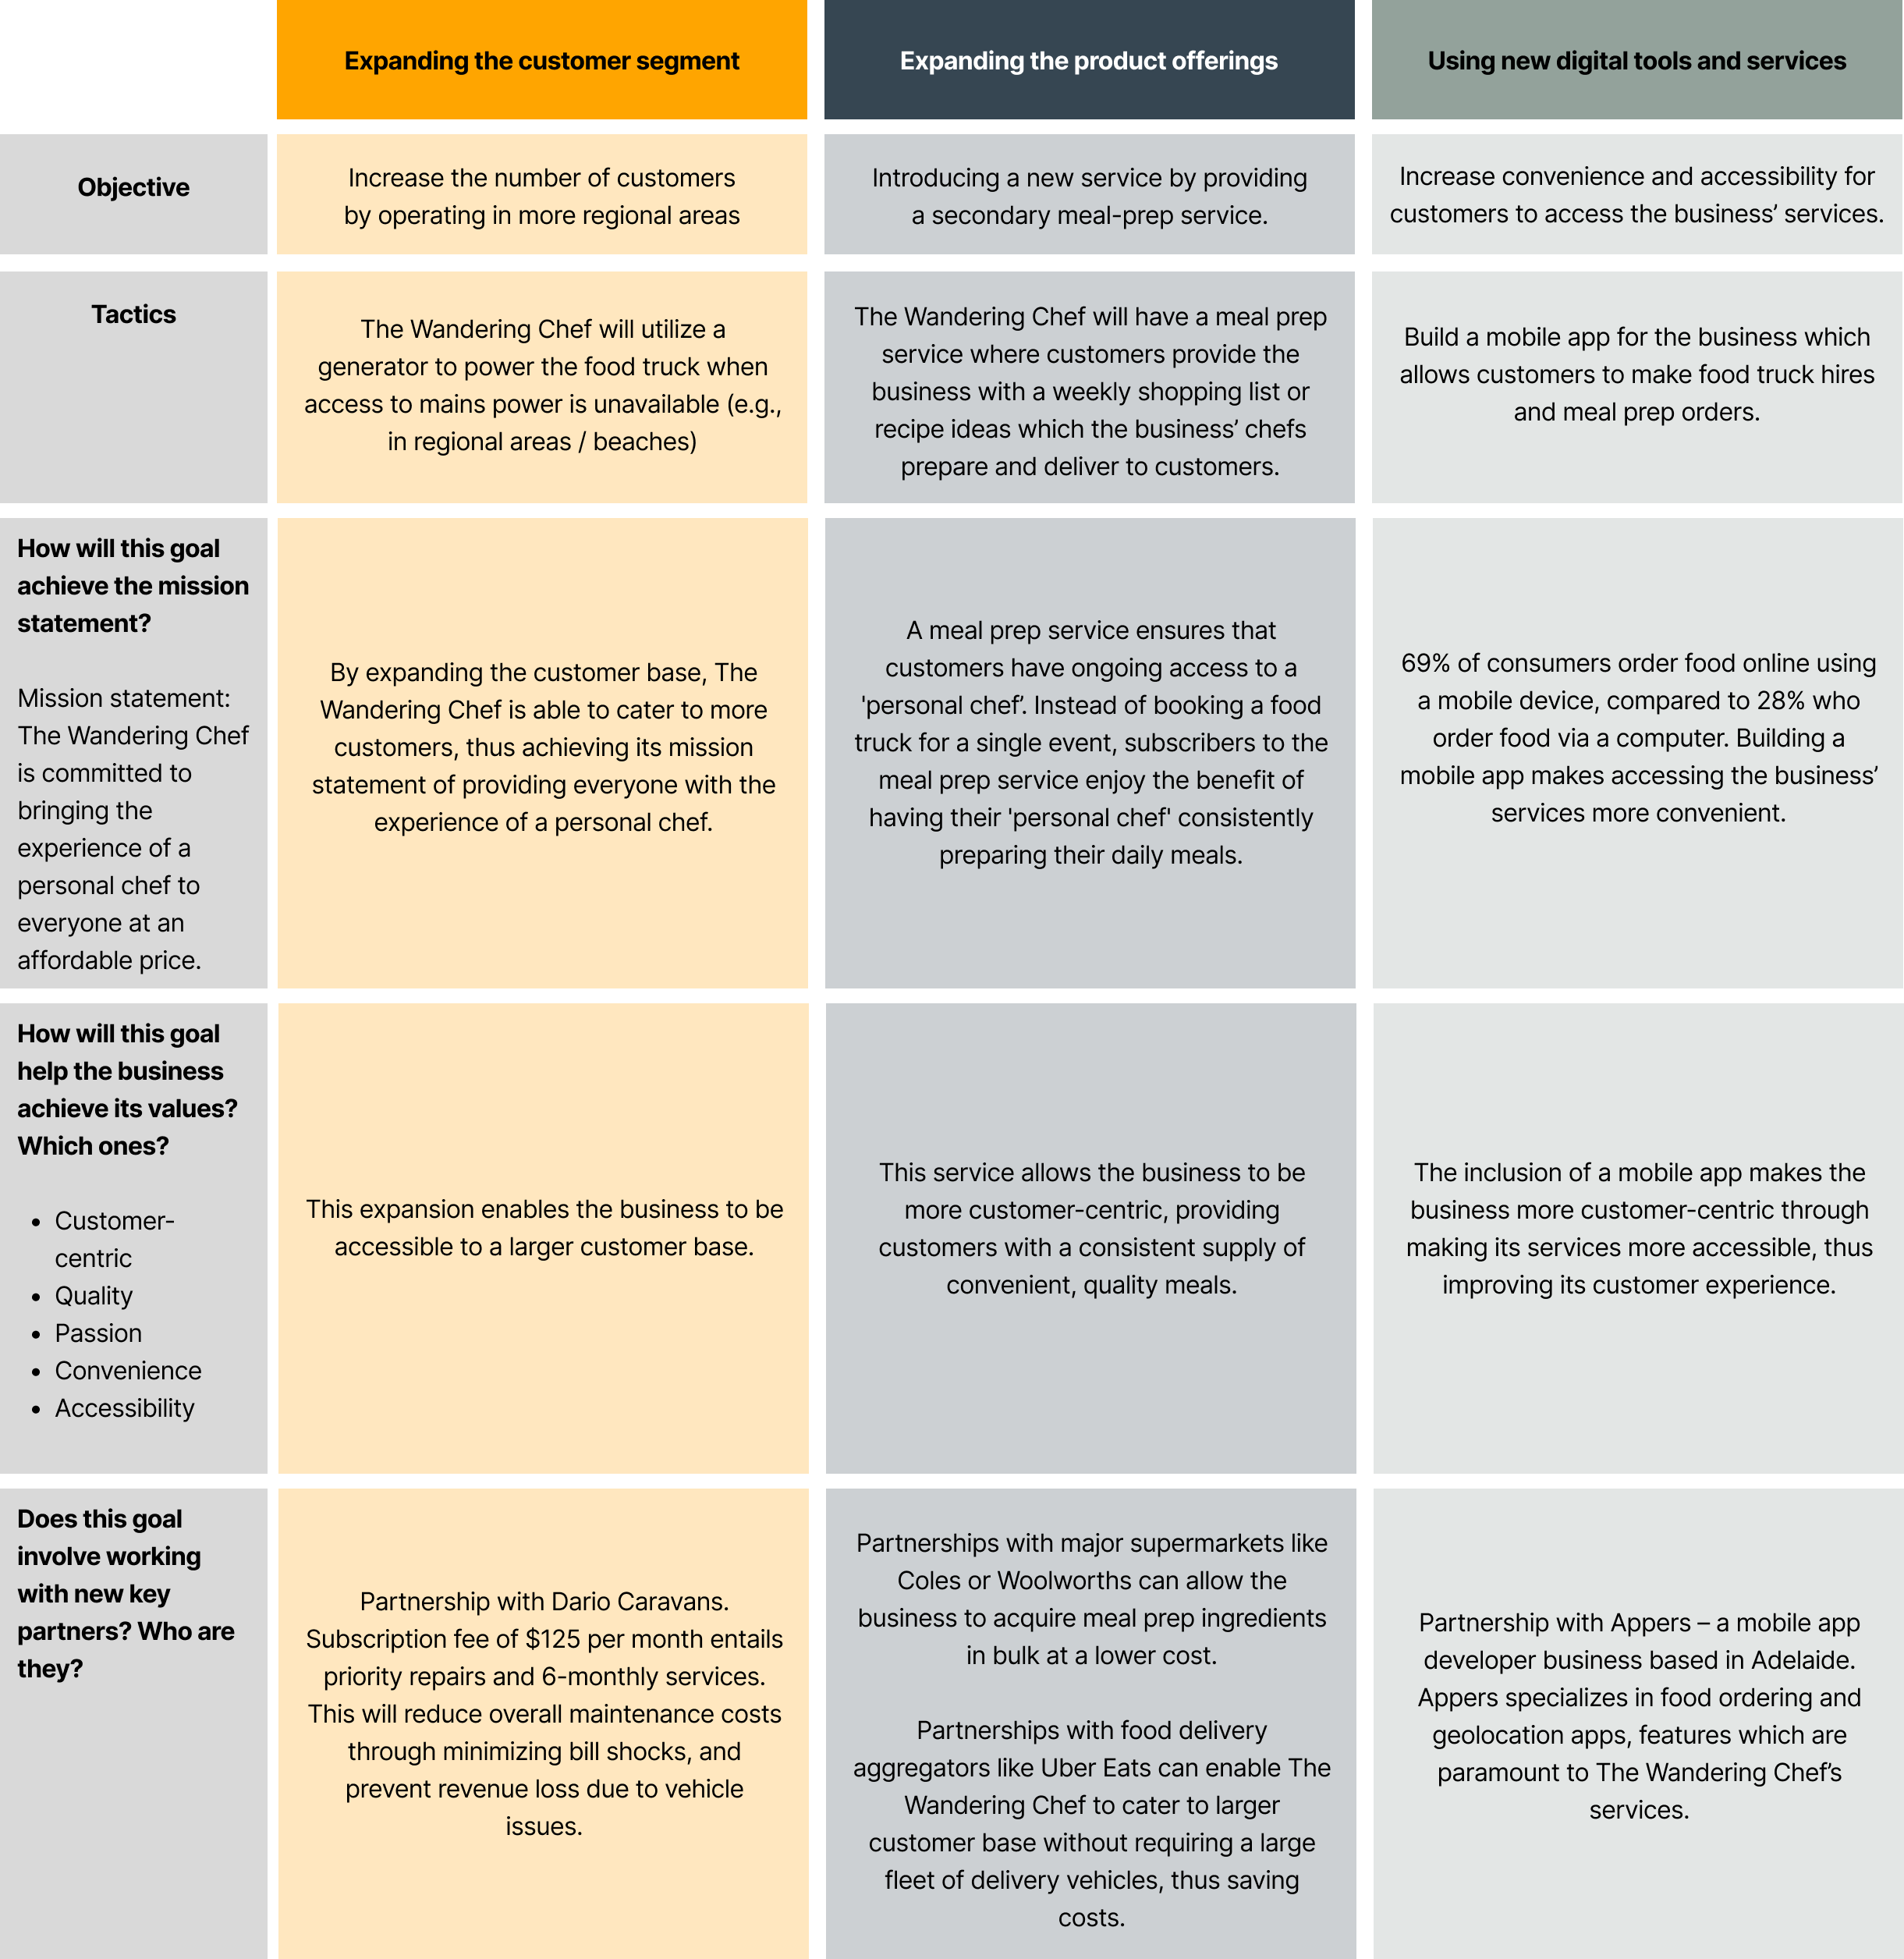 Expanding the customer segment
Expanding the product offerings
Using new digital tools and services
Objective
Increase the number of customers
by operating in more regional areas
Introducing a new service by providing
a secondary meal-prep service.
Increase convenience and accessibility for
customers to access the business’ services.
Tactics
The Wandering Chef will utilize a
generator to power the food truck when
access to mains power is unavailable (e.g.,
in regional areas / beaches)
The Wandering Chef will have a meal prep
service where customers provide the
business with a weekly shopping list or
recipe ideas which the business’ chefs
prepare and deliver to customers.
Build a mobile app for the business which
allows customers to make food truck hires
and meal prep orders.
How will this goal
achieve the mission
statement?
Mission statement:
The Wandering Chef
is committed to
bringing the
experience of a
personal chef to
everyone at an
affordable price.
By expanding the customer base, The
Wandering Chef is able to cater to more
customers, thus achieving its mission
statement of providing everyone with the
experience of a personal chef.
A meal prep service ensures that
customers have ongoing access to a
'personal chef’. Instead of booking a food
truck for a single event, subscribers to the
meal prep service enjoy the benefit of
having their 'personal chef' consistently
preparing their daily meals.
69% of consumers order food online using
a mobile device, compared to 28% who
order food via a computer. Building a
mobile app makes accessing the business’
services more convenient.
How will this goal
help the business
achieve its values?
Which ones?
• Customer-
centric
• Quality
• Passion
• Convenience
• Accessibility
This expansion enables the business to be
accessible to a larger customer base.
This service allows the business to be
more customer-centric, providing
customers with a consistent supply of
convenient, quality meals.
The inclusion of a mobile app makes the
business more customer-centric through
making its services more accessible, thus
improving its customer experience.
Does this goal
involve working
with new key
partners? Who are
they?
Partnership with Dario Caravans.
Subscription fee of $125 per month entails
priority repairs and 6-monthly services.
This will reduce overall maintenance costs
through minimizing bill shocks, and
prevent revenue loss due to vehicle
issues.
Partnerships with major supermarkets like
Coles or Woolworths can allow the
business to acquire meal prep ingredients
in bulk at a lower cost.
Partnerships with food delivery
aggregators like Uber Eats can enable The
Wandering Chef to cater to larger
customer base without requiring a large
fleet of delivery vehicles, thus saving
costs.
Partnership with Appers – a mobile app
developer business based in Adelaide.
Appers specializes in food ordering and
geolocation apps, features which are
paramount to The Wandering Chef’s
services.